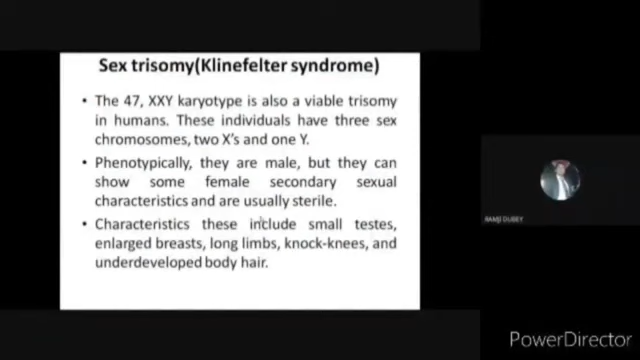 Sex trisomy(Klinefelter syndrome)
• The 47, XXY karyotype is also a viable trisomy
in humans. These individuals have three sex
chromosomes, two X's and one Y.
• Phenotypically, they are male, but they can
show some female secondary sexual
characteristics and are usually sterile.
• Characteristics these include small testes,
enlarged breasts, long limbs, knock-knees, and
underdeveloped body hair.
RAMJI DUBEY
PowerDirector